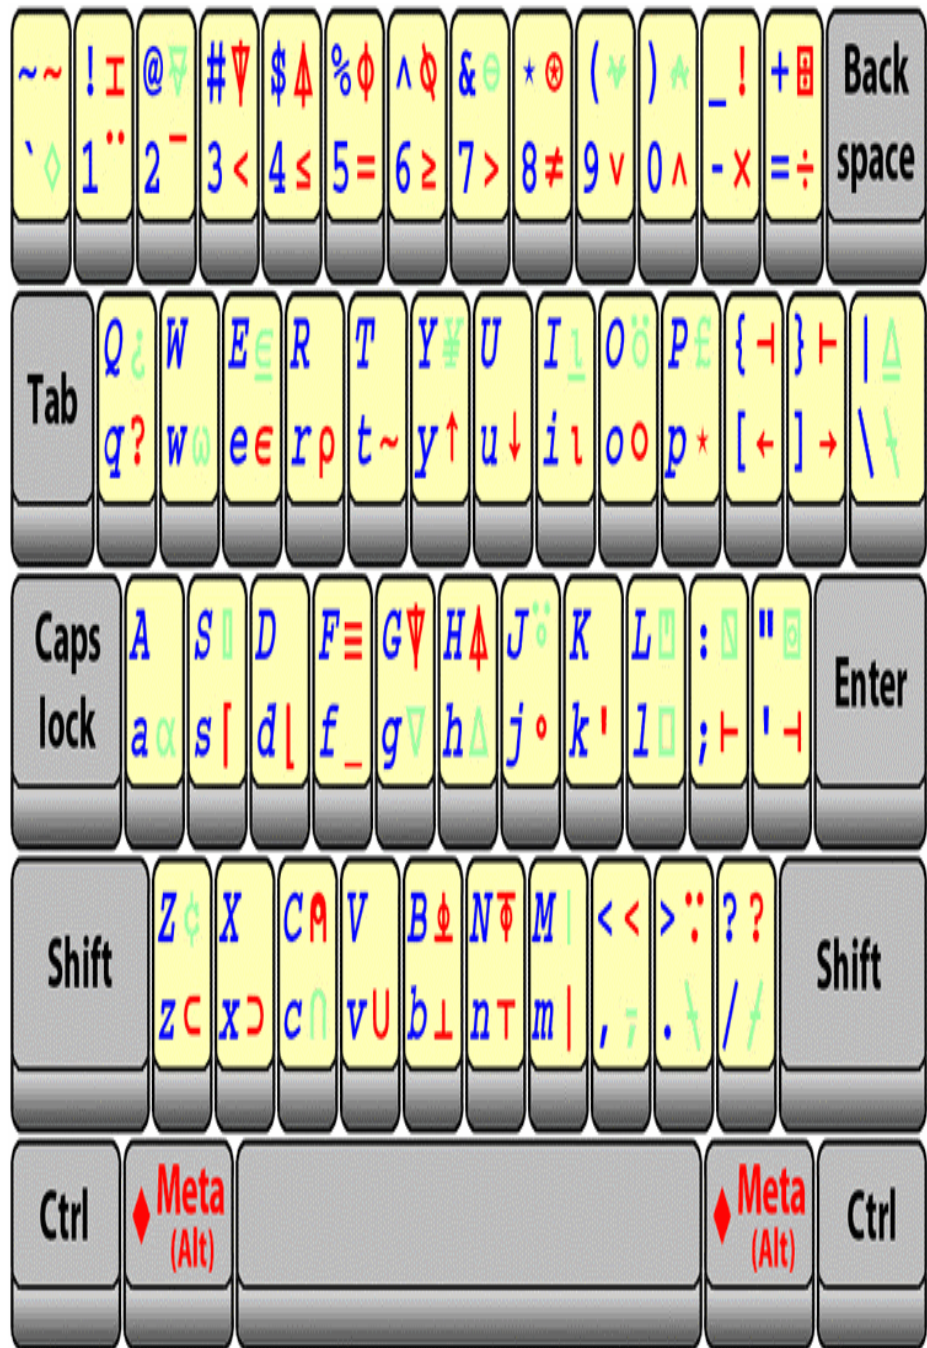 ~ ~ ! ⌶ @ ⍫ # ⍒ $ ⍋ % ⌽ ^ ⍉ & ⊖ * ⍟ ( ⍱ ) ⍲ _ ! + ⌹ Back
` ◊ 1 ¨ 2 ¯ 3 < 4 ≤ 5 = 6 ≥ 7 > 8 ≠ 9 ∨ 0 ∧ - × = ÷ space
Tab
Q ¿ W E ⍷ R T Y ¥ U I ⍸ O ö P £ { ⊣ } ⊢ | ⍙
q ? w ω e ∊ r ⍴ t ~ y ↑ u ↓ i ⍳ o ○ p ⋆ [ ← ] → \ ⍀
Caps
lock
A S ⌷ D F ≡ G ⍒ H ⍋ J ⍤ K L ⍞ : ⍂ " ⌻
a ⍺ s ⌈ d ⌊ f _ g ∇ h ∆ j ∘ k ' l ⎕ ; ⊢ ' ⊣
Enter
Shift
Z ¢ X C ⍝ V B ⍎ N ⍕ M | < < > ⍣ ? ?
z ⊂ x ⊃ c ∩ v ∪ b ⊥ n ⊤ m | , ⍪ . ⍀ / ⌿
Shift
Ctrl ♦ Meta ♦ Meta Ctrl
(Alt) (Alt)